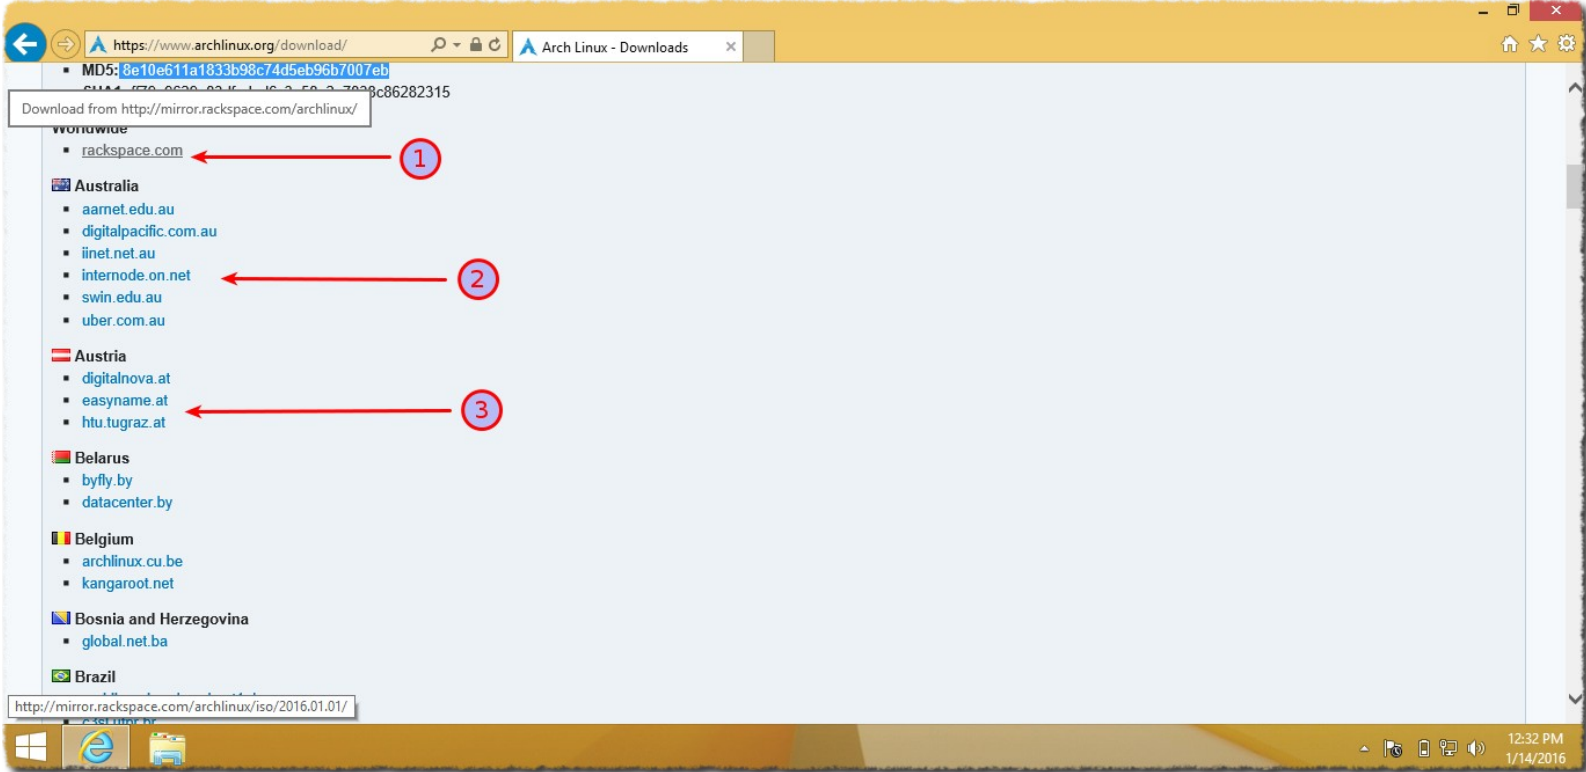 https://www.archlinux.org/download/
Arch Linux - Downloads
MD5: 8e10e611a1833b98c74d5eb96b7007eb
c86282315
Download from http://mirror.rackspace.com/archlinux/
Worldwide
rackspace.com
1
Australia
aarnet.edu.au
digitalpacific.com.au
iinet.net.au
internode.on.net
2
swin.edu.au
uber.com.au
Austria
digitalnova.at
easyname.at
3
htu.tugraz.at
Belarus
byfly.by
datacenter.by
Belgium
archlinux.cu.be
kangaroot.net
Bosnia and Herzegovina
global.net.ba
Brazil
http://mirror.rackspace.com/archlinux/iso/2016.01.01/
12:32 PM
1/14/2016